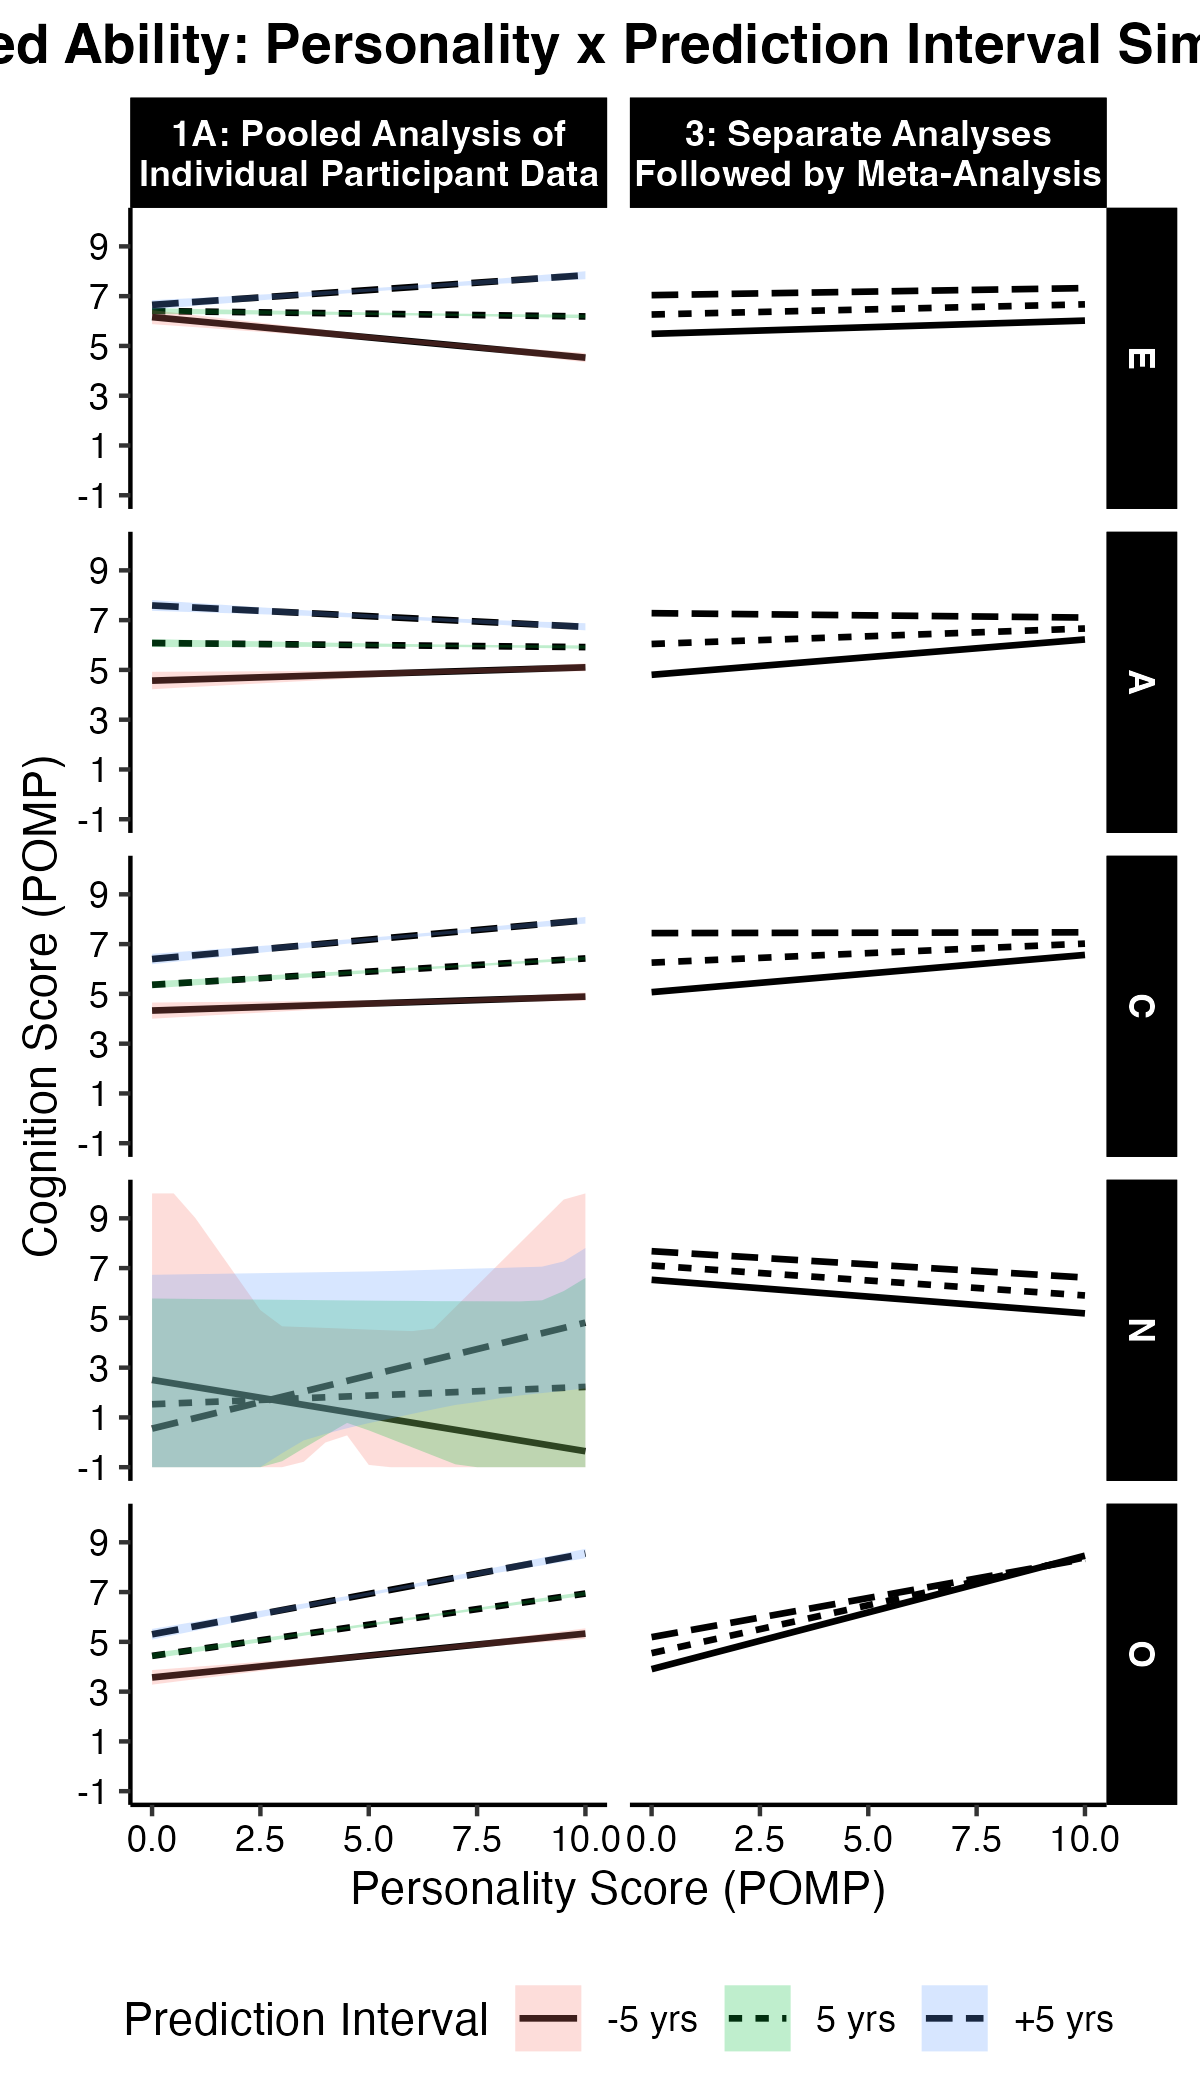 ed Ability: Personality x Prediction Interval Sim
1A: Pooled Analysis of
Individual Participant Data
3: Separate Analyses
Followed by Meta-Analysis
9
7
5
3
1
-1
E
9
7
5
3
1
-1
A
Cognition Score (POMP)
9
7
5
3
1
-1
C
9
7
5
3
1
-1
N
9
7
5
3
1
-1
O
0.0 2.5 5.0 7.5 10.0
0.0 2.5 5.0 7.5 10.0
Personality Score (POMP)
Prediction Interval -5 yrs 5 yrs +5 yrs